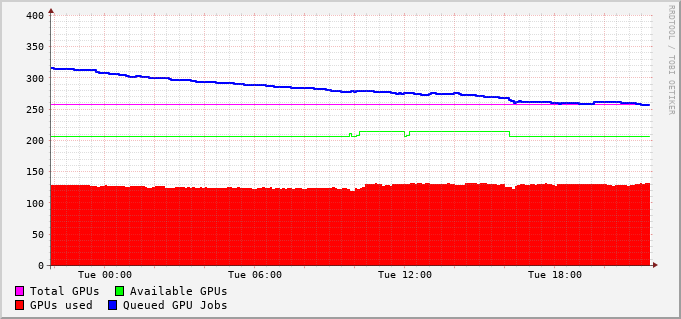 400
350
300
250
200
150
100
50
0
Tue 00:00 Tue 06:00 Tue 12:00 Tue 18:00
Total GPUs Available GPUs
GPUs used Queued GPU Jobs
RRDTOOL / TOBI OETIKER